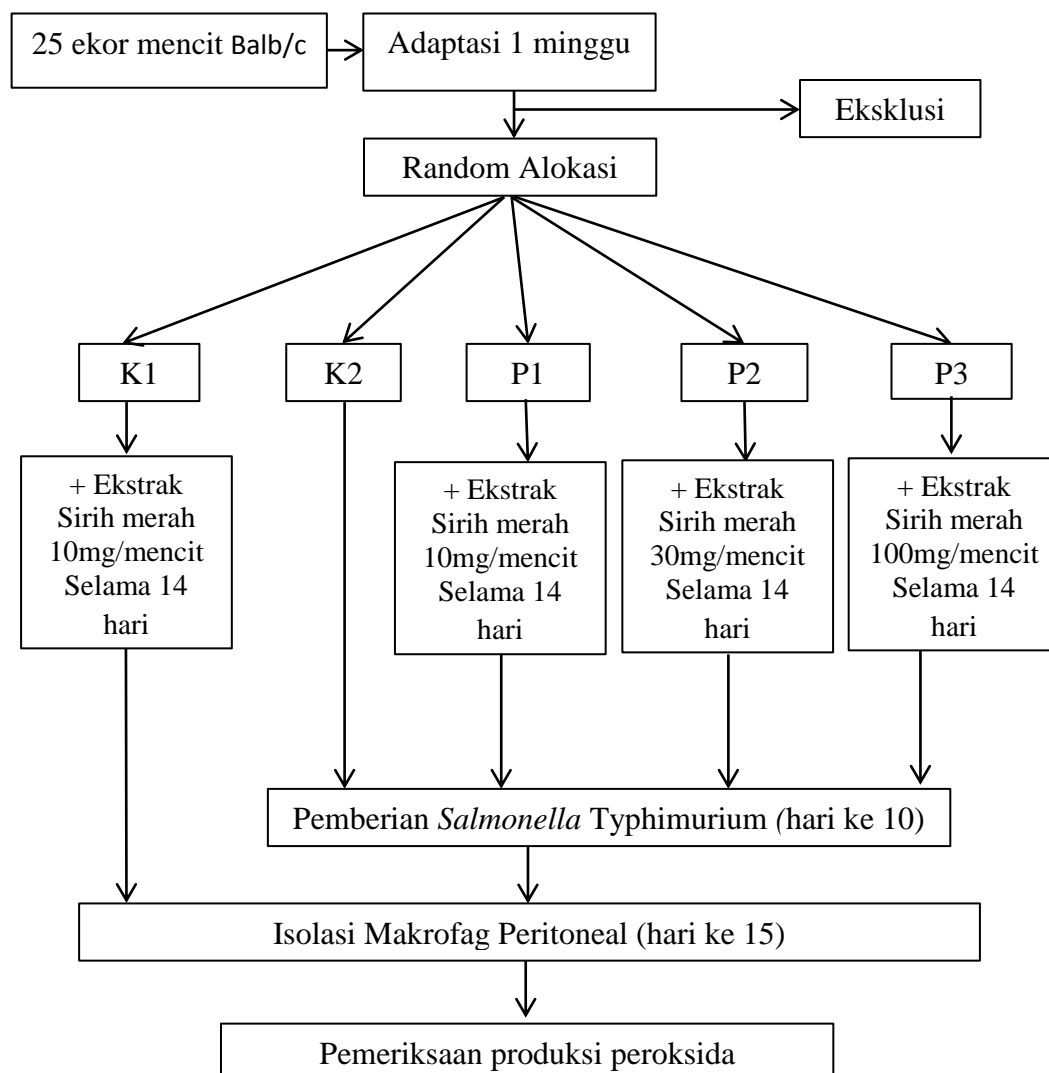 25 ekor mencit Balb/c
Adaptasi 1 minggu
Eksklusi
Random Alokasi
K1
K2
P1
P2
P3
+ Ekstrak
Sirih merah
10mg/mencit
Selama 14
hari
+ Ekstrak
Sirih merah
10mg/mencit
Selama 14
hari
+ Ekstrak
Sirih merah
30mg/mencit
Selama 14
hari
+ Ekstrak
Sirih merah
100mg/mencit
Selama 14
hari
Pemberian Salmonella Typhimurium (hari ke 10)
Isolasi Makrofag Peritoneal (hari ke 15)
Pemeriksaan produksi peroksida